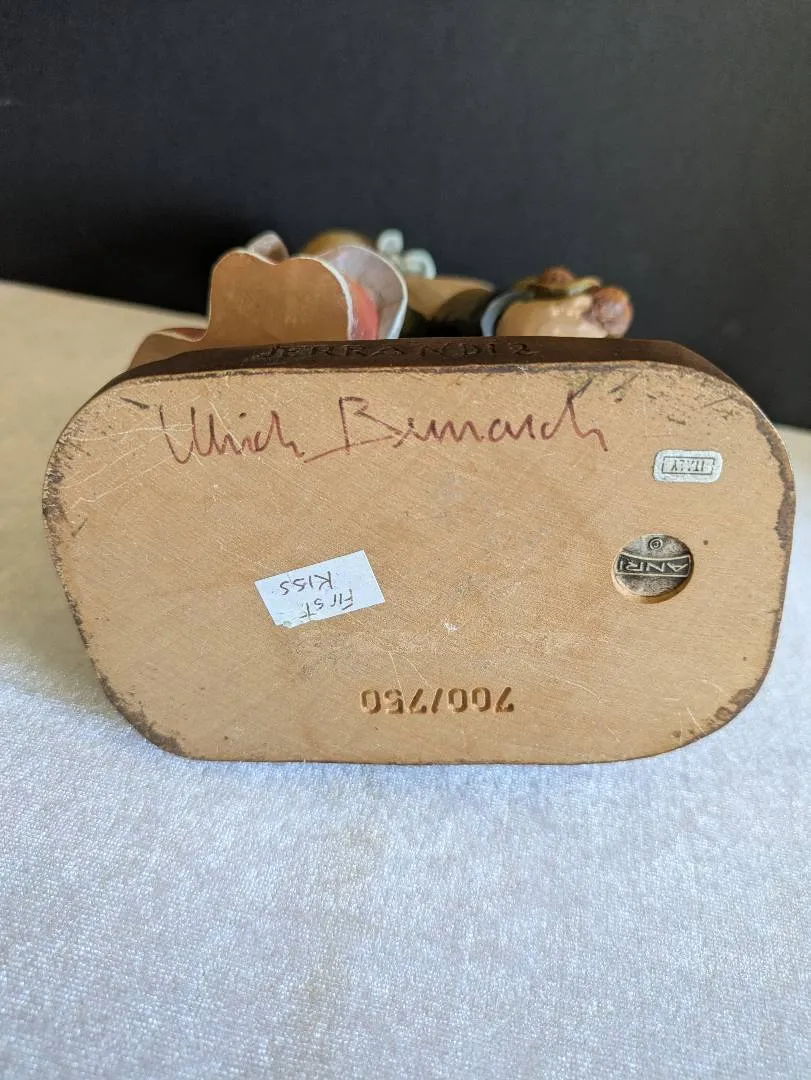 FERRANDIZ
Ulrich Bernardi
ITALY
©
ANRI
First
Kiss
700/750